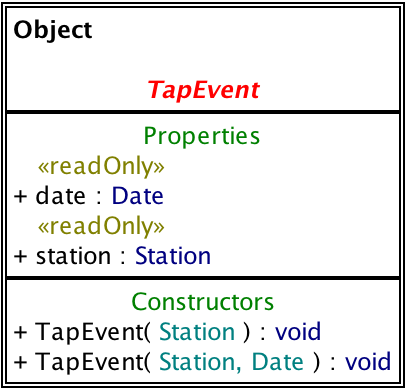 Object
TapEvent
Properties
«readOnly»
+ date : Date
«readOnly»
+ station : Station
Constructors
+ TapEvent( Station ) : void
+ TapEvent( Station, Date ) : void